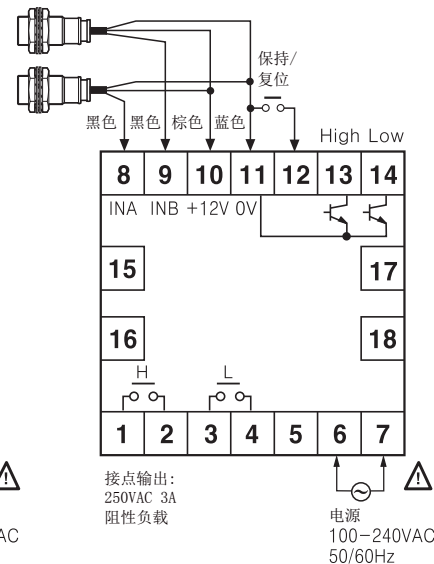 保持/
复位
黑色 黑色 棕色 蓝色
High Low
8 9 10 11 12 13 14
INA INB +12V 0V
15 17
16 18
H L
1 2 3 4 5 6 7
接点输出:
250VAC 3A
阻性负载
电源
100-240VAC
50/60Hz
AC